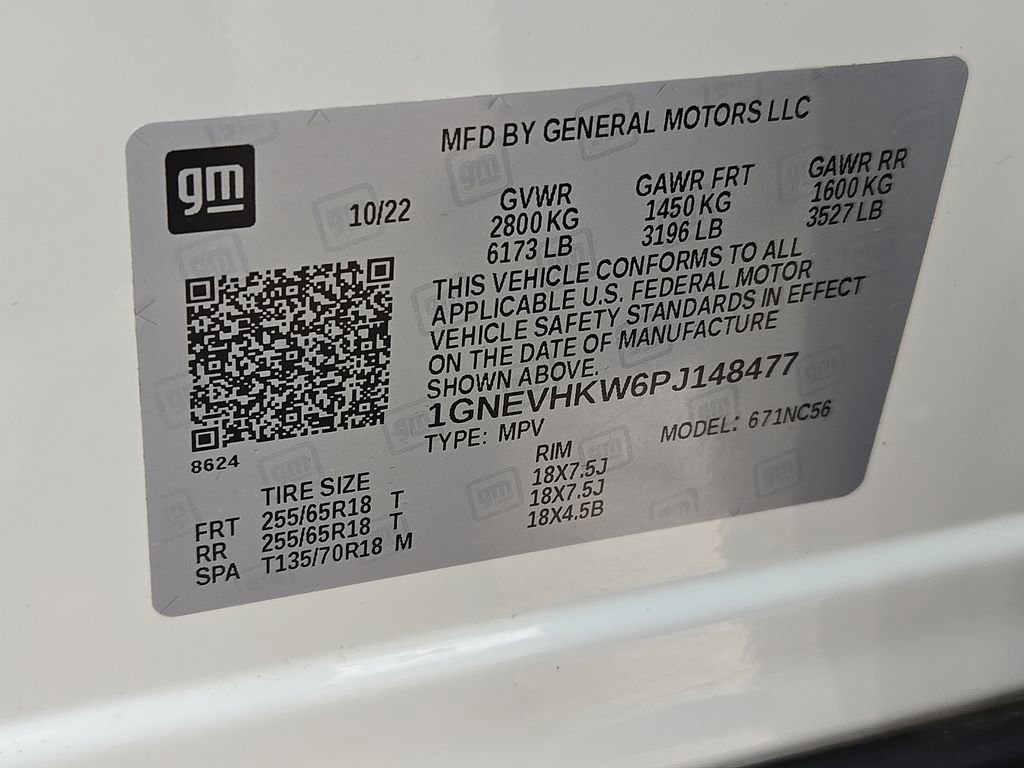 MFD BY GENERAL MOTORS LLC
gm
10/22
GVWR GAWR FRT GAWR RR
2800 KG 1450 KG 1600 KG
6173 LB 3196 LB 3527 LB
THIS VEHICLE CONFORMS TO ALL
APPLICABLE U.S. FEDERAL MOTOR
VEHICLE SAFETY STANDARDS IN EFFECT
ON THE DATE OF MANUFACTURE
SHOWN ABOVE.
1GNEVHKW6PJ148477
TYPE: MPV MODEL: 671NC56
8624
TIRE SIZE RIM
FRT 255/65R18 T 18X7.5J
RR 255/65R18 T 18X7.5J
SPA T135/70R18 M 18X4.5B